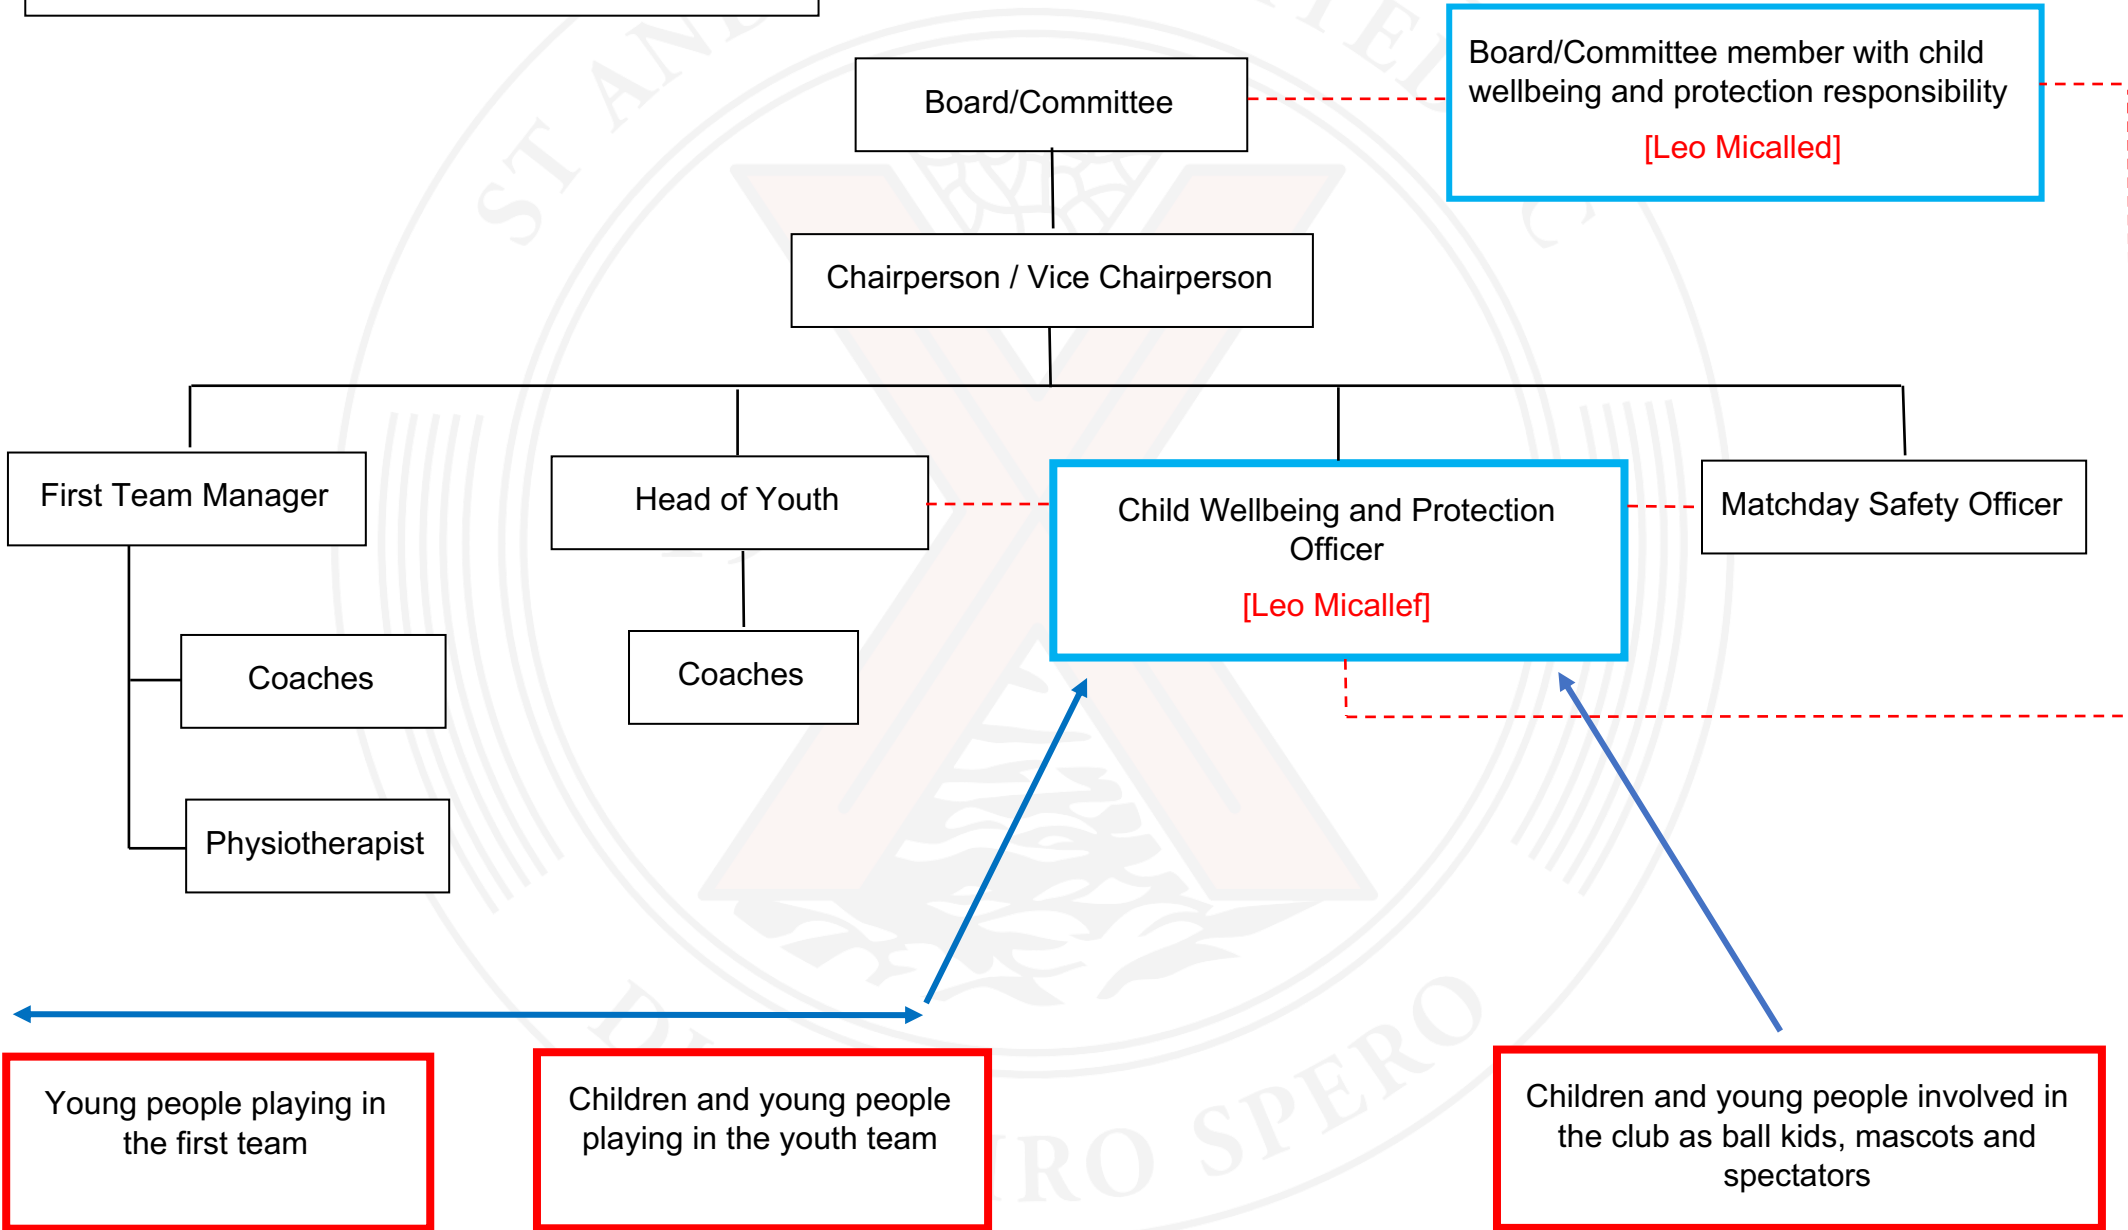 Board/Committee member with child
wellbeing and protection responsibility
[Leo Micalled]
Board/Committee
Chairperson / Vice Chairperson
First Team Manager
Head of Youth
Child Wellbeing and Protection
Officer
[Leo Micallef]
Matchday Safety Officer
Coaches
Coaches
Physiotherapist
Young people playing in
the first team
Children and young people
playing in the youth team
Children and young people involved in
the club as ball kids, mascots and
spectators
ST
SPERO